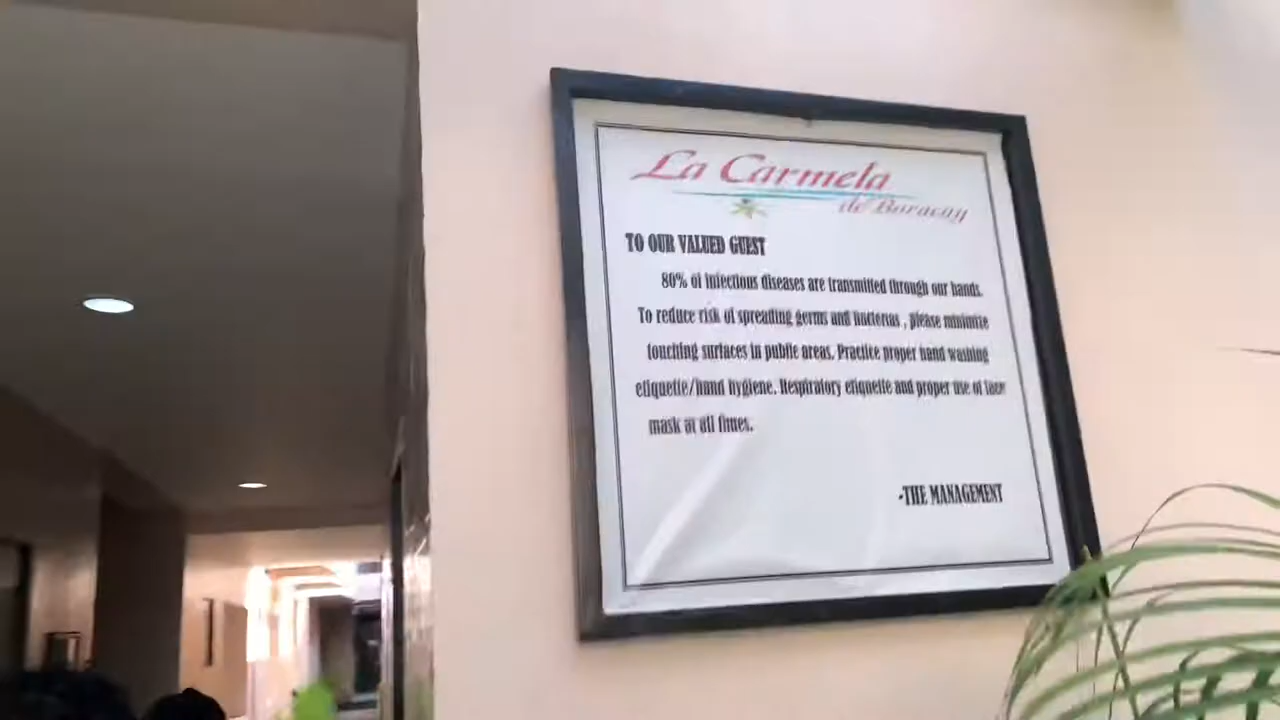 La Carmela
de Boracay
TO OUR VALUED GUEST
80% of infectious diseases are transmitted through our hands.
To reduce risk of spreading germs and bacterias , please minimize
touching surfaces in public areas. Practice proper hand washing
etiquette/hand hygiene. Respiratory etiquette and proper use of face
mask at all times.
-THE MANAGEMENT